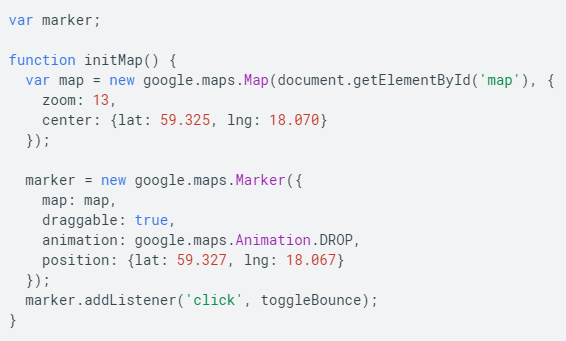 var marker;
function initMap() {
var map = new google.maps.Map(document.getElementById('map'), {
zoom: 13,
center: {lat: 59.325, lng: 18.070}
});
marker = new google.maps.Marker({
map: map,
draggable: true,
animation: google.maps.Animation.DROP,
position: {lat: 59.327, lng: 18.067}
});
marker.addListener('click', toggleBounce);
}